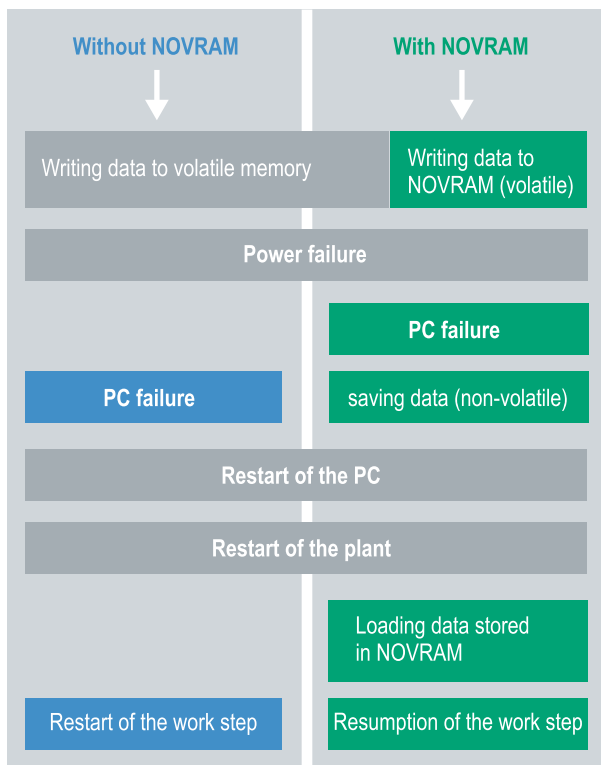 Without NOVRAM
With NOVRAM
Writing data to volatile memory
Writing data to
NOVRAM (volatile)
Power failure
PC failure
PC failure
saving data (non-volatile)
Restart of the PC
Restart of the plant
Loading data stored
in NOVRAM
Restart of the work step
Resumption of the work step